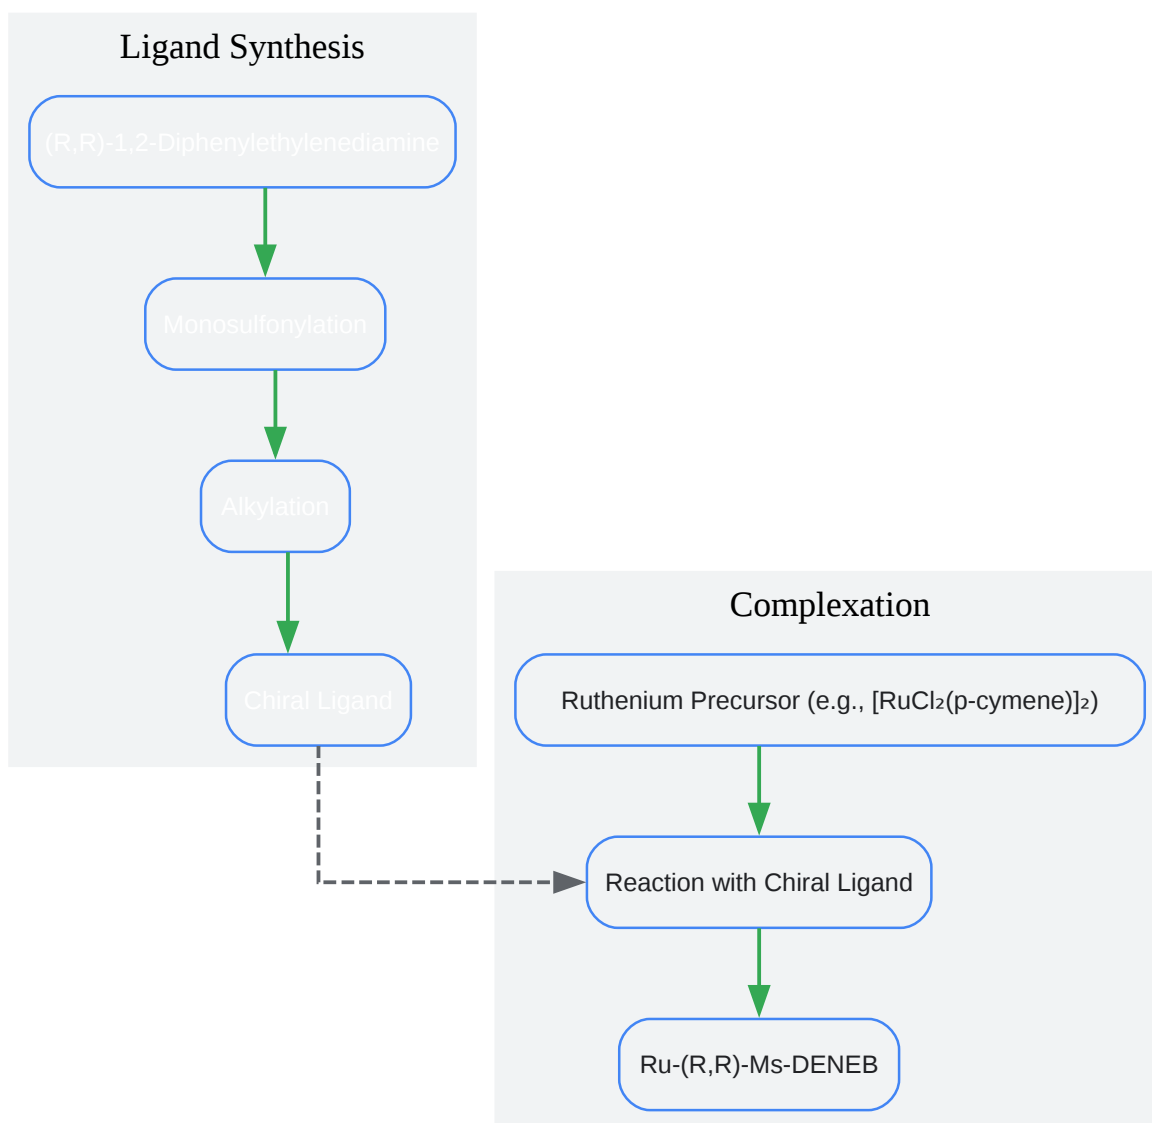 Ligand Synthesis
(R,R)-1,2-Diphenylethylenediamine
Monosulfonylation
Alkylation
Chiral Ligand
Complexation
Ruthenium Precursor (e.g., [RuCl₂(p-cymene)]₂)
Reaction with Chiral Ligand
Ru-(R,R)-Ms-DENEB